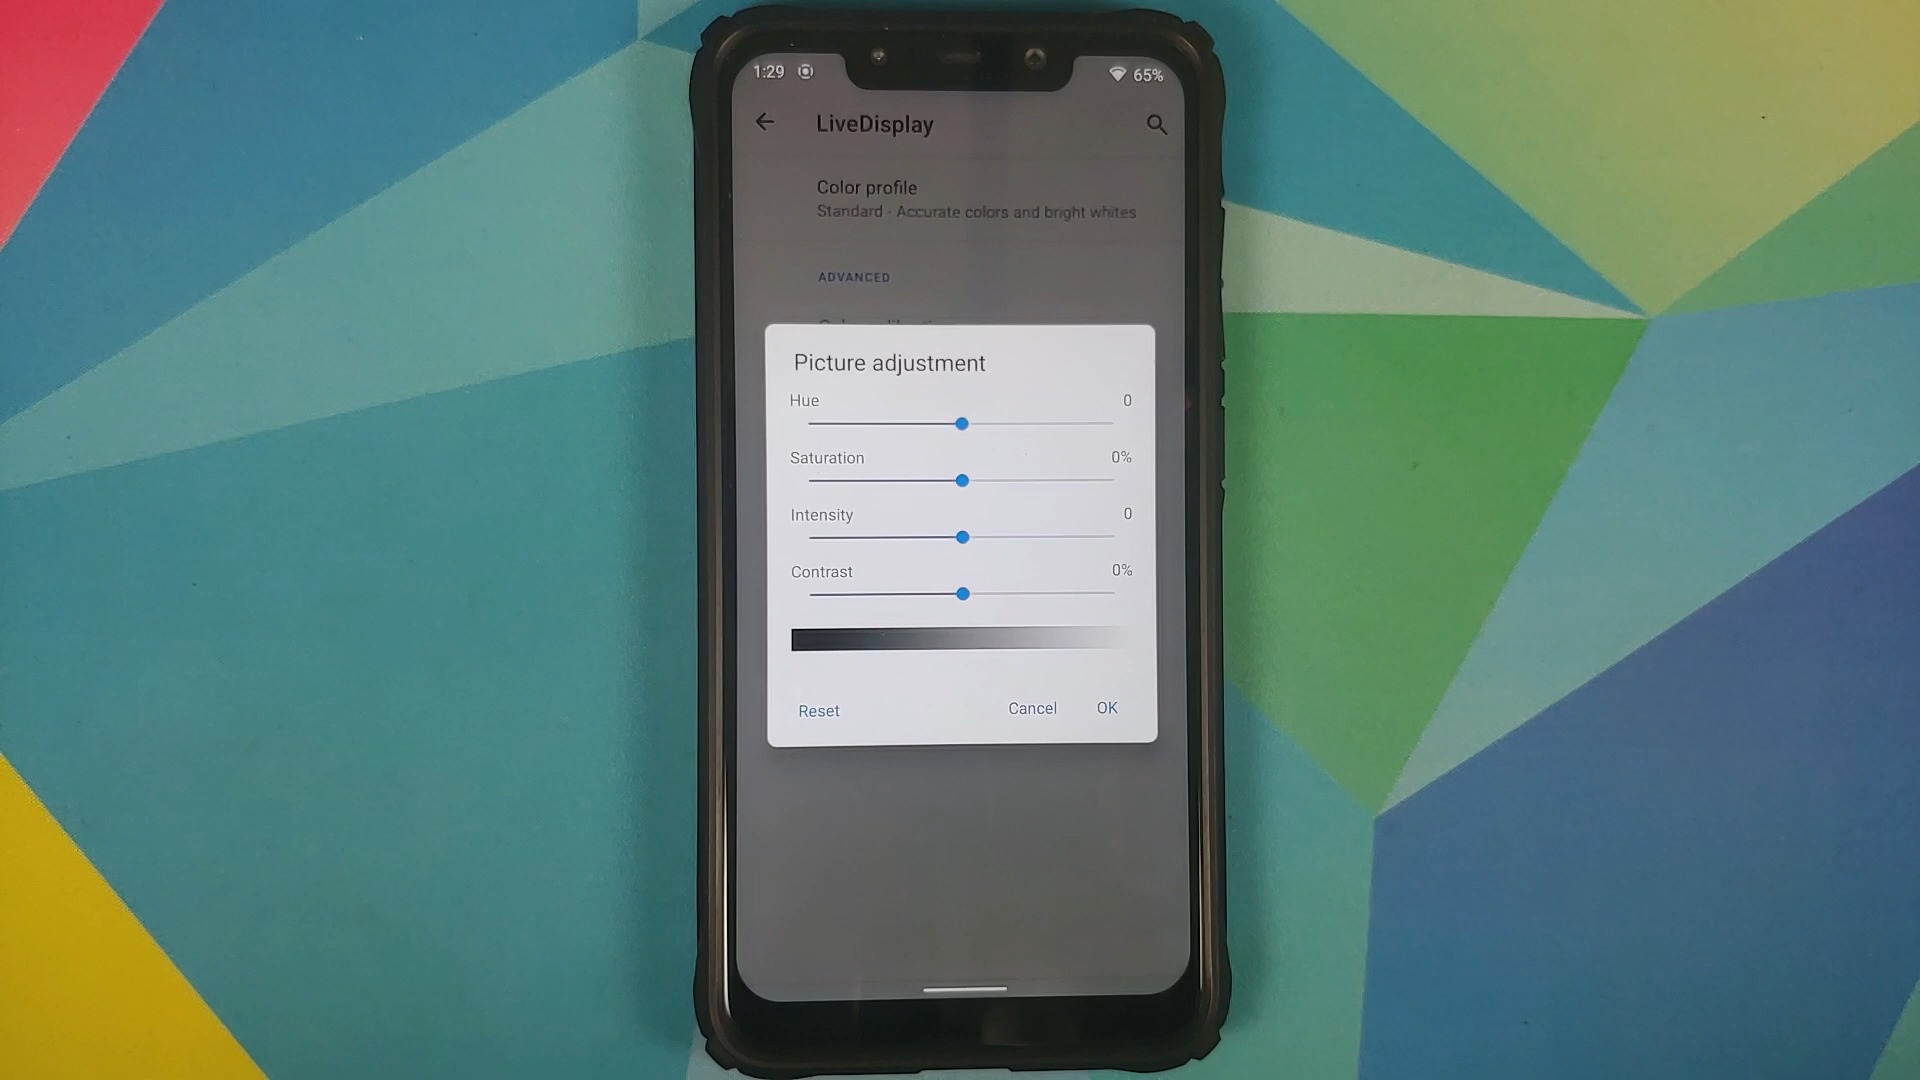 1:29 65%
LiveDisplay
Color profile
Standard · Accurate colors and bright whites
ADVANCED
Picture adjustment
Hue 0
Saturation 0%
Intensity 0
Contrast 0%
Reset Cancel OK